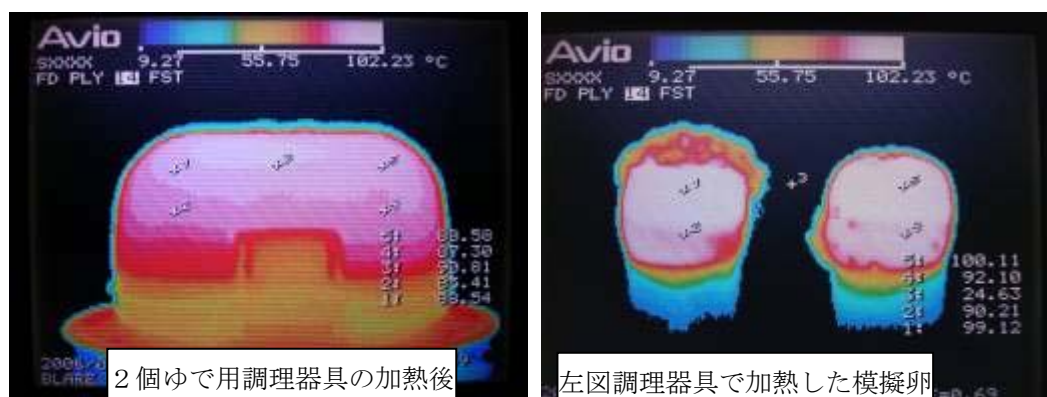 Avio
SXXXX 9.27 55.75 102.23 °C
FD PLY 14 FST
２個ゆで用調理器具の加熱後
Avio
SXXXX 9.27 55.75 102.23 °C
FD PLY 14 FST
+3
5: 100.11
4: 92.10
3: 24.63
2: 90.21
1: 99.12
左図調理器具で加熱した模擬卵